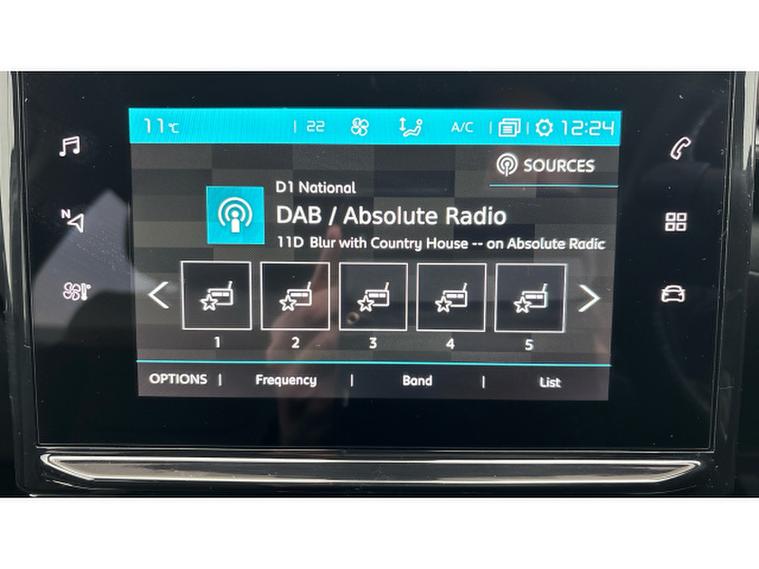 11°C | 22 A/C | | 12:24
SOURCES
D1 National
DAB / Absolute Radio
11D Blur with Country House -- on Absolute Radic
N
1 2 3 4 5
OPTIONS | Frequency | Band | List